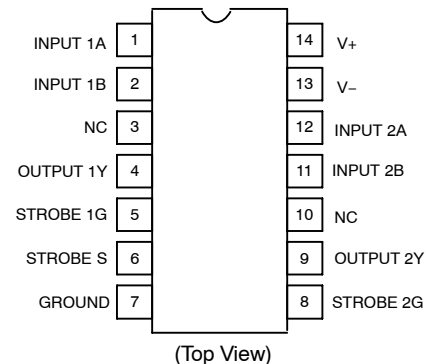 INPUT 1A 1 14 V+
INPUT 1B 2 13 V−
NC 3 12 INPUT 2A
OUTPUT 1Y 4 11 INPUT 2B
STROBE 1G 5 10 NC
STROBE S 6 9 OUTPUT 2Y
GROUND 7 8 STROBE 2G
(Top View)